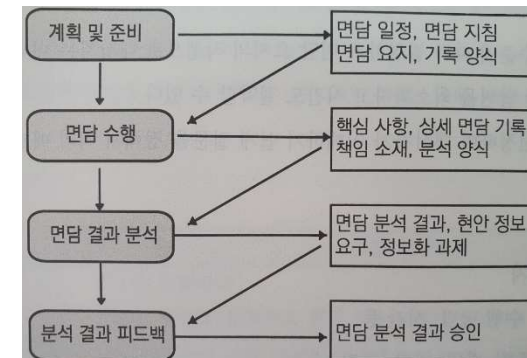 계획 및 준비
면담 일정, 면담 지침
면담 요지, 기록 양식
면담 수행
핵심 사항, 상세 면담 기록
책임 소재, 분석 양식
면담 결과 분석
면담 분석 결과, 현안 정보
요구, 정보화 과제
분석 결과 피드백
면담 분석 결과 승인